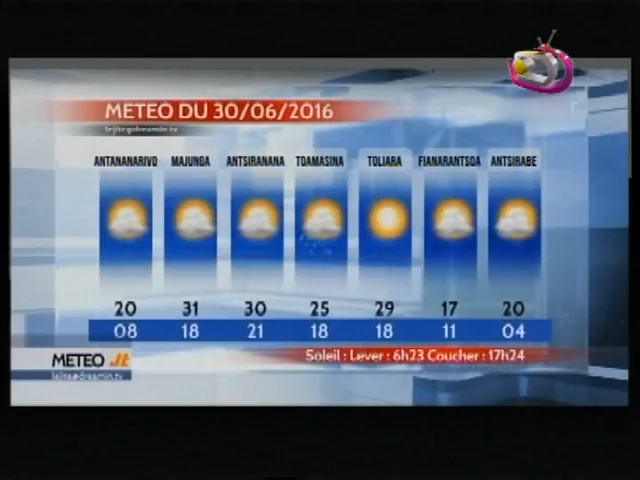 METEO DU 30/06/2016
ANTANANARIVO MAJUNGA ANTSIRANANA TOAMASINA TOLIARA FIANARANTSOA ANTSIRABE
20 31 30 25 29 17 20
08 18 21 18 18 11 04
METEO Jt
Soleil : Lever : 6h23 Coucher : 17h24